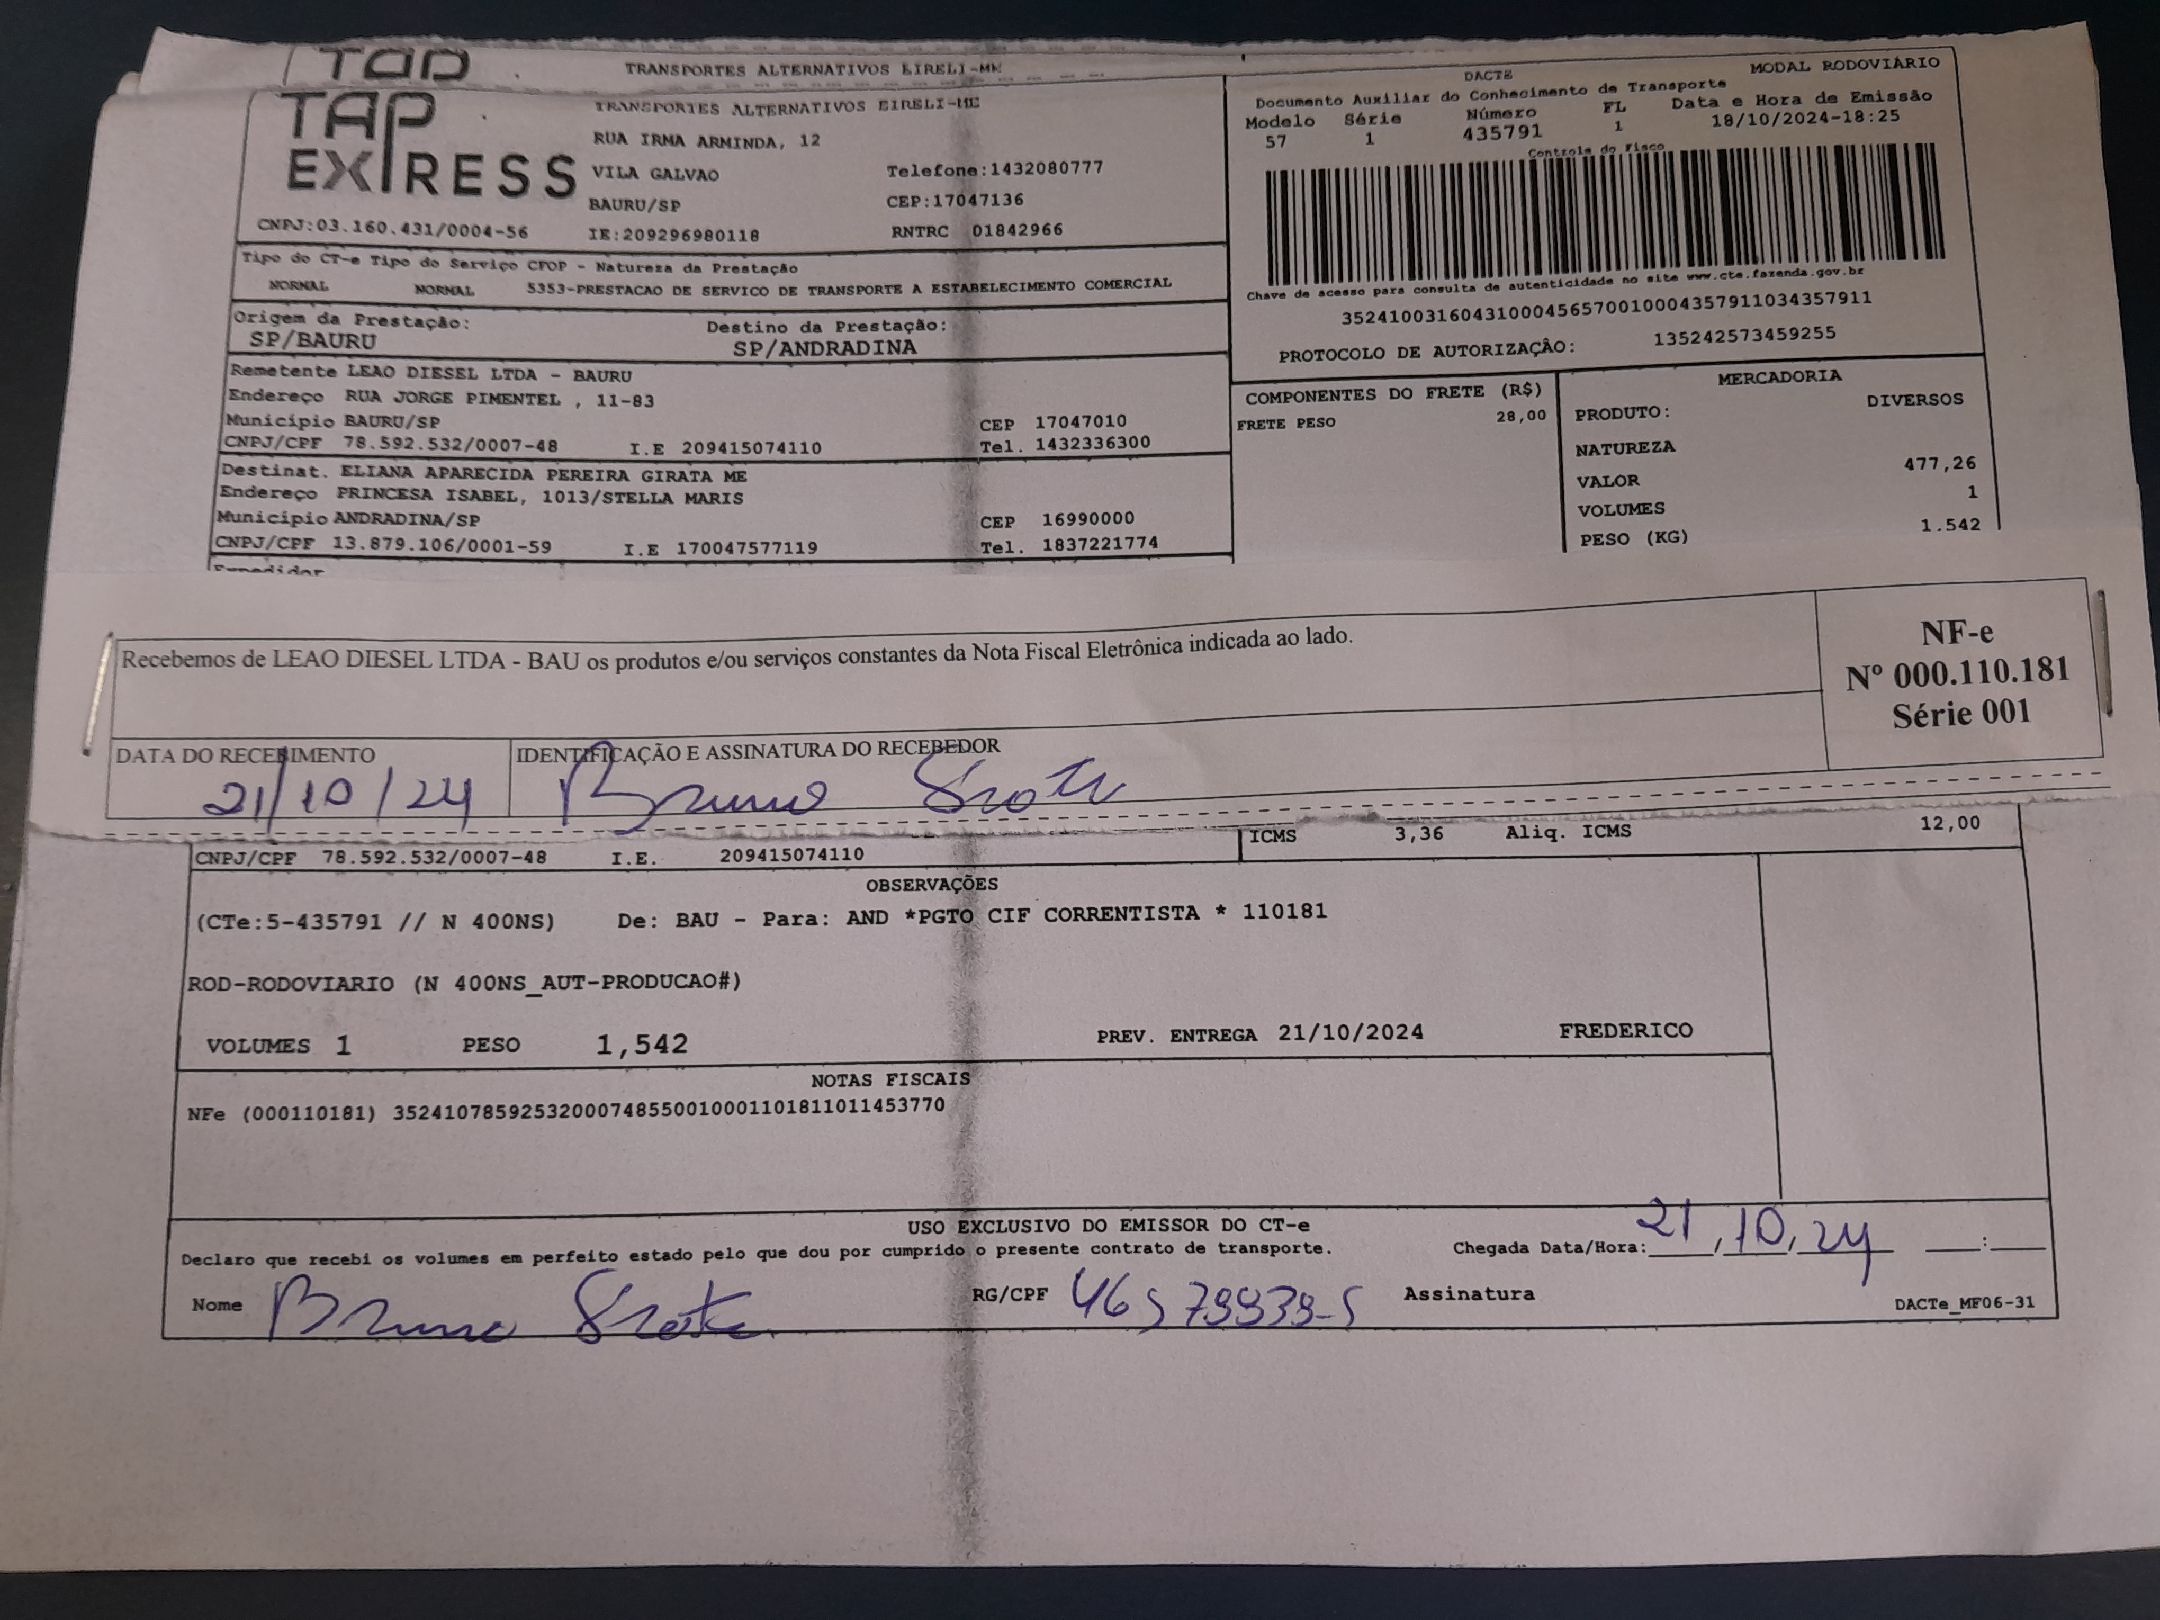 TAP
TRANSPORTES ALTERNATIVOS EIRELI-ME
MODAL RODOVIÁRIO
TAP EXPRESS
TRANSPORTES ALTERNATIVOS EIRELI-ME
RUA IRMA ARMINDA, 12
VILA GALVAO Telefone:1432080777
BAURU/SP CEP:17047136
CNPJ:03.160.431/0004-56 IE:209296980118 RNTRC 01842966
DACTE
Documento Auxiliar do Conhecimento de Transporte
Modelo Série Número FL Data e Hora de Emissão
57 1 435791 1 18/10/2024-18:25
Controle do Fisco
Chave de acesso para consulta de autenticidade no site www.cte.fazenda.gov.br
35241003160431000456570010004357911034357911
PROTOCOLO DE AUTORIZAÇÃO: 135242573459255
Tipo do CT-e Tipo do Serviço CFOP - Natureza da Prestação
NORMAL NORMAL 5353-PRESTACAO DE SERVICO DE TRANSPORTE A ESTABELECIMENTO COMERCIAL
Origem da Prestação: Destino da Prestação:
SP/BAURU SP/ANDRADINA
Remetente LEAO DIESEL LTDA - BAURU
Endereço RUA JORGE PIMENTEL , 11-83
Município BAURU/SP CEP 17047010
CNPJ/CPF 78.592.532/0007-48 I.E 209415074110 Tel. 1432336300
Destinat. ELIANA APARECIDA PEREIRA GIRATA ME
Endereço PRINCESA ISABEL, 1013/STELLA MARIS
Município ANDRADINA/SP CEP 16990000
CNPJ/CPF 13.879.106/0001-59 I.E 170047577119 Tel. 1837221774
Expedidor
COMPONENTES DO FRETE (R$)
FRETE PESO 28,00
MERCADORIA
PRODUTO: DIVERSOS
NATUREZA
VALOR 477,26
VOLUMES 1
PESO (KG) 1.542
Recebemos de LEAO DIESEL LTDA - BAU os produtos e/ou serviços constantes da Nota Fiscal Eletrônica indicada ao lado.
NF-e
Nº 000.110.181
Série 001
DATA DO RECEBIMENTO IDENTIFICAÇÃO E ASSINATURA DO RECEBEDOR
21/10/24 Bruno
ICMS 3,36 Aliq. ICMS 12,00
CNPJ/CPF 78.592.532/0007-48 I.E. 209415074110
OBSERVAÇÕES
(CTe:5-435791 // N 400NS) De: BAU - Para: AND *PGTO CIF CORRENTISTA * 110181
ROD-RODOVIARIO (N 400NS_AUT-PRODUCAO#)
VOLUMES 1 PESO 1,542 PREV. ENTREGA 21/10/2024 FREDERICO
NOTAS FISCAIS
NFe (000110181) 35241078592532000748550010001101811011453770
USO EXCLUSIVO DO EMISSOR DO CT-e
Declaro que recebi os volumes em perfeito estado pelo que dou por cumprido o presente contrato de transporte. Chegada Data/Hora: 21,10,24 :
Nome Bruno RG/CPF Assinatura
DACTe_MF06-31